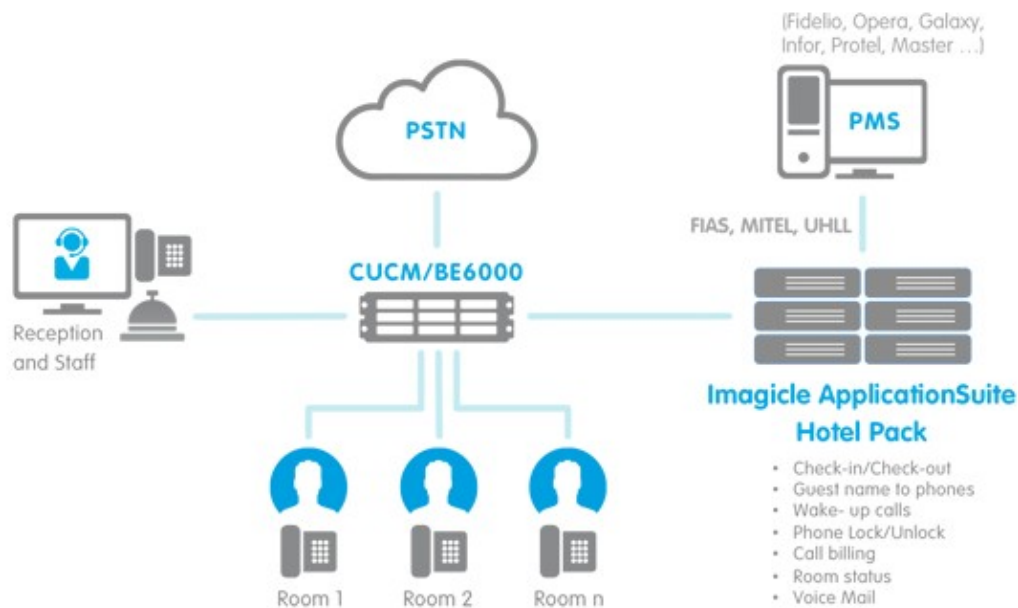 (Fidelio, Opera, Galaxy,
Infor, Protel, Master ...)
PSTN
PMS
FIAS, MITEL, UHLL
CUCM/BE6000
Reception
and Staff
Imagicle ApplicationSuite
Hotel Pack
• Check-in/Check-out
• Guest name to phones
• Wake- up calls
• Phone Lock/Unlock
• Call billing
• Room status
• Voice Mail
Room 1
Room 2
Room n